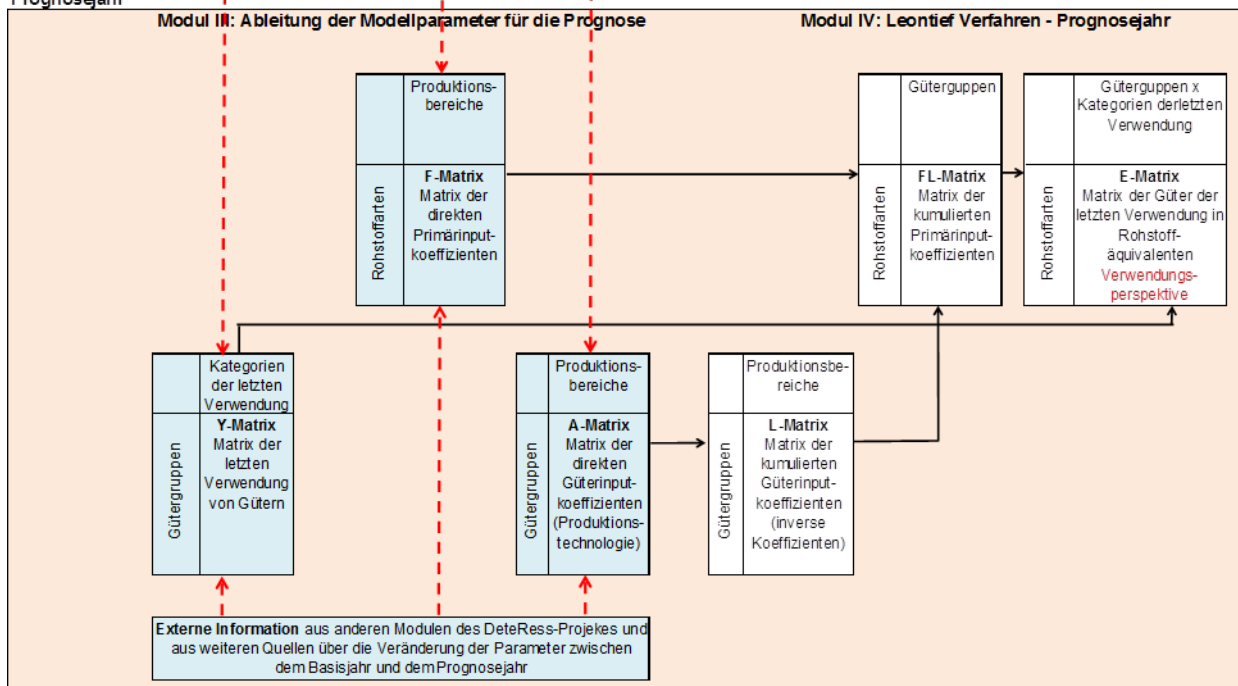 Prognosejahr
Modul III: Ableitung der Modellparameter für die Prognose
Modul IV: Leontief Verfahren - Prognosejahr
Produktions-
bereiche
Rohstoffarten
F-Matrix
Matrix der
direkten
Primärinput-
koeffizienten
Gütergruppen
Rohstoffarten
FL-Matrix
Matrix der
kumulierten
Primärinput-
koeffizienten
Gütergruppen x
Kategorien derletzten
Verwendung
Rohstoffarten
E-Matrix
Matrix der Güter der
letzten Verwendung in
Rohstoff-
äquivalenten
Verwendungs-
perspektive
Kategorien
der letzten
Verwendung
Gütergruppen
Y-Matrix
Matrix der
letzten
Verwendung
von Gütern
Produktions-
bereiche
Gütergruppen
A-Matrix
Matrix der
direkten
Güterinput-
koeffizienten
(Produktions-
technologie)
Produktionsbe-
reiche
Gütergruppen
L-Matrix
Matrix der
kumulierten
Güterinput-
koeffizienten
(inverse
Koeffizienten)
Externe Information aus anderen Modulen des DeteRess-Projekes und
aus weiteren Quellen über die Veränderung der Parameter zwischen
dem Basisjahr und dem Prognosejahr